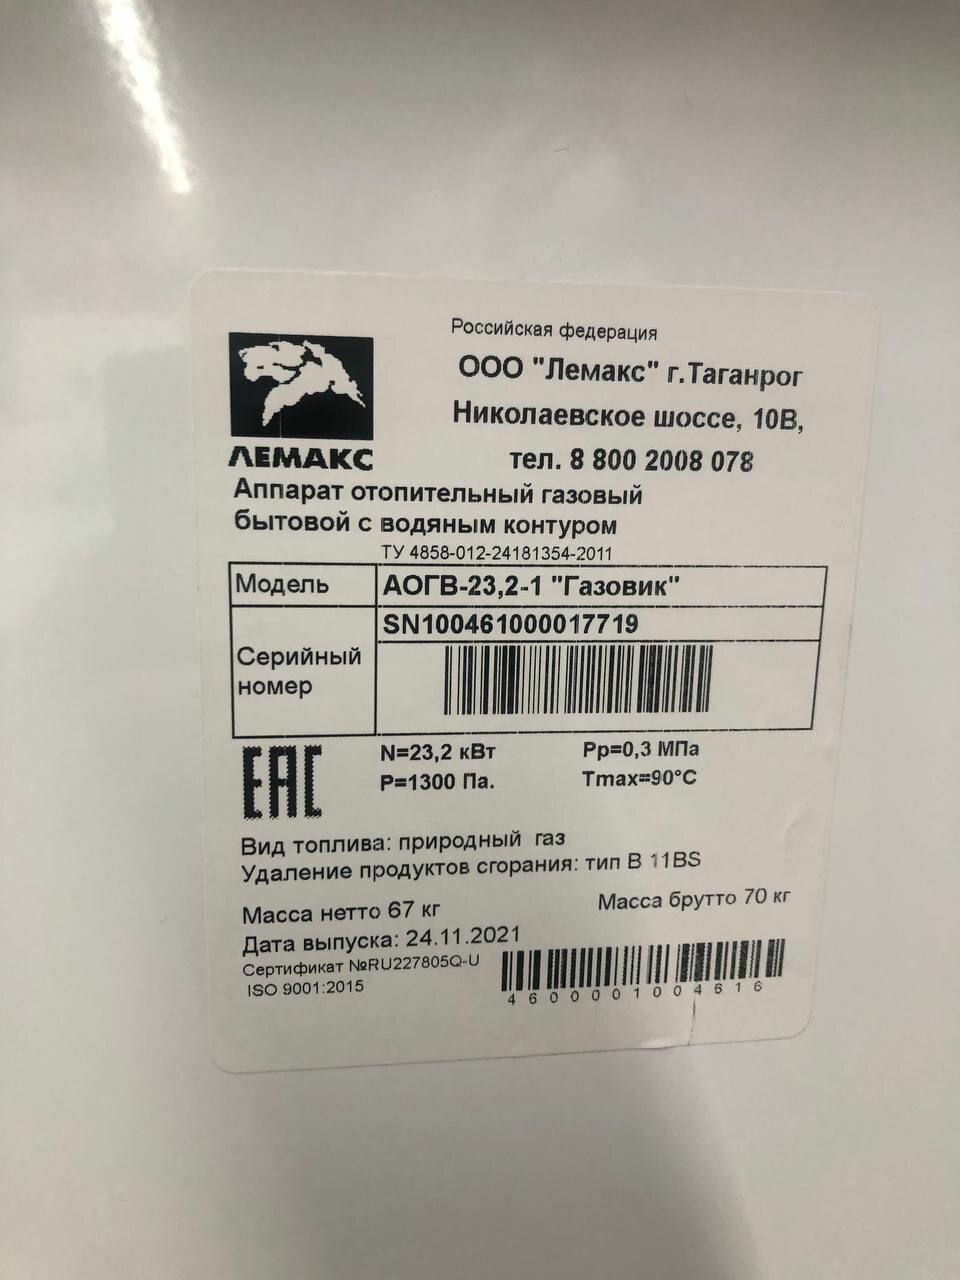 Российская федерация
ООО "Лемакс" г.Таганрог
Николаевское шоссе, 10В,
тел. 8 800 2008 078
ЛЕМАКС
Аппарат отопительный газовый
бытовой с водяным контуром
ТУ 4858-012-24181354-2011
Модель АОГВ-23,2-1 "Газовик"
SN100461000017719
Серийный
номер
ЕАС
N=23,2 кВт Рр=0,3 МПа
Р=1300 Па. Tmax=90°С
Вид топлива: природный газ
Удаление продуктов сгорания: тип В 11BS
Масса нетто 67 кг Масса брутто 70 кг
Дата выпуска: 24.11.2021
Сертификат №RU227805Q-U
ISO 9001:2015
4600001004616